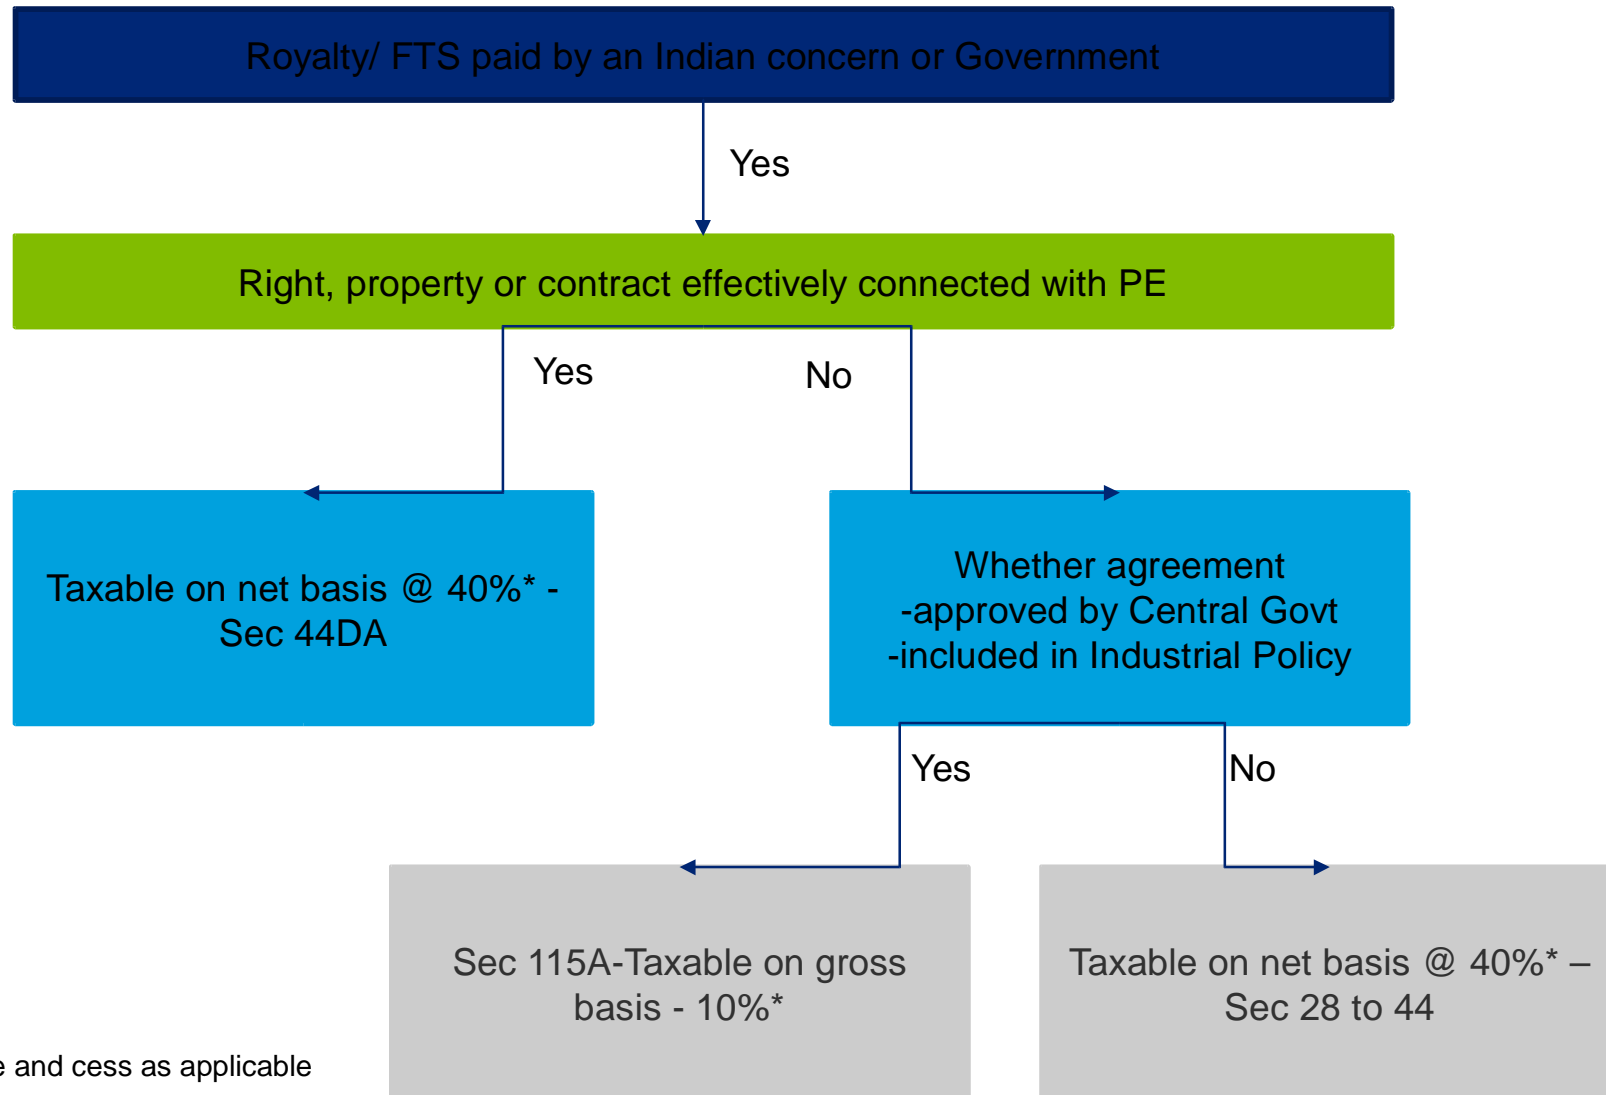 Royalty/ FTS paid by an Indian concern or Government
Yes
Right, property or contract effectively connected with PE
Yes
No
Taxable on net basis @ 40%* -
Sec 44DA
Whether agreement
-approved by Central Govt
-included in Industrial Policy
Yes
No
Sec 115A-Taxable on gross
basis - 10%*
Taxable on net basis @ 40%* –
Sec 28 to 44
and cess as applicable